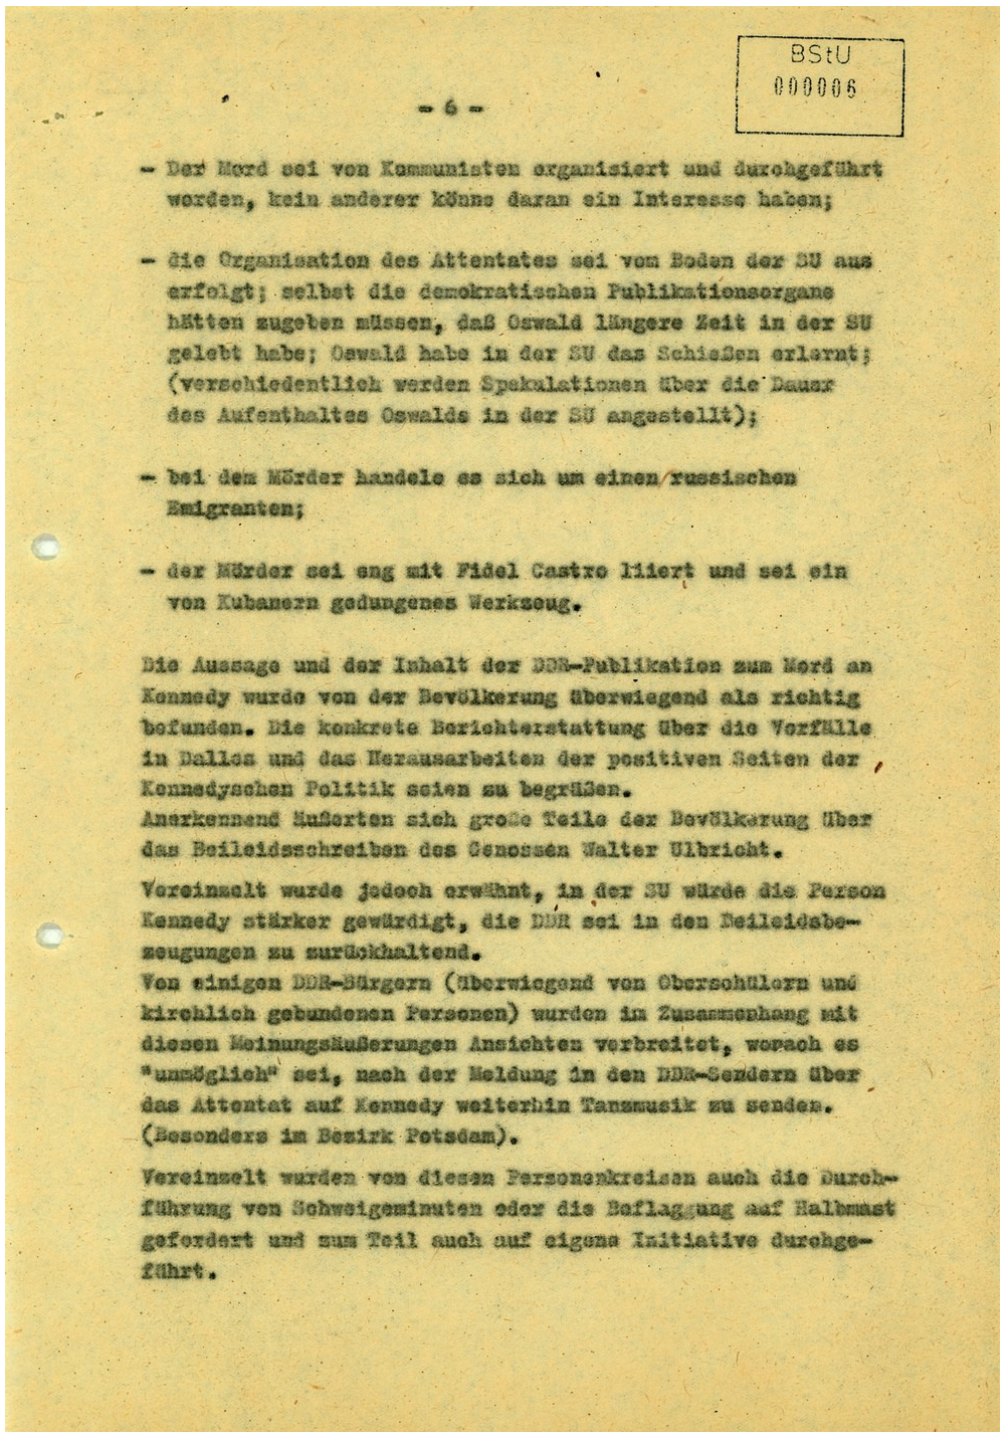 BStU
000006
- 6 -
- Der Mord sei von Kommunisten organisiert und durchgeführt
worden, kein anderer könne daran ein Interesse haben;
- die Organisation des Attentates sei vom Boden der SU aus
erfolgt; selbst die demokratischen Publikationsorgane
hätten zugeben müssen, daß Oswald längere Zeit in der SU
gelebt habe; Oswald habe in der SU das Schießen erlernt;
(verschiedentlich werden Spekulationen über die Dauer
des Aufenthaltes Oswalds in der SU angestellt);
- bei dem Mörder handele es sich um einen russischen
Emigranten;
- der Mörder sei eng mit Fidel Castro liiert und sei ein
von Kubanern gedungenes Werkzeug.
Die Aussage und der Inhalt der DDR-Publikation zum Mord an
Kennedy wurde von der Bevölkerung überwiegend als richtig
befunden. Die konkrete Berichterstattung über die Vorfälle
in Dallas und das Herausarbeiten der positiven Seiten der
Kennedyschen Politik seien zu begrüßen.
Anerkennend äußerten sich große Teile der Bevölkerung über
das Beileidsschreiben des Genossen Walter Ulbricht.
Vereinzelt wurde jedoch erwähnt, in der SU würde die Person
Kennedy stärker gewürdigt, die DDR sei in den Beileidsbe-
zeugungen zu zurückhaltend.
Von einigen DDR-Bürgern (überwiegend von Oberschülern und
kirchlich gebundenen Personen) wurden im Zusammenhang mit
diesen Meinungsäußerungen Ansichten verbreitet, wonach es
"unmöglich" sei, nach der Meldung in den DDR-Sendern über
das Attentat auf Kennedy weiterhin Tanzmusik zu senden.
(Besonders im Bezirk Potsdam).
Vereinzelt wurden von diesen Personenkreisen auch die Durch-
führung von Schweigeminuten oder die Beflaggung auf Halbmast
gefordert und zum Teil auch auf eigene Initiative durchge-
führt.